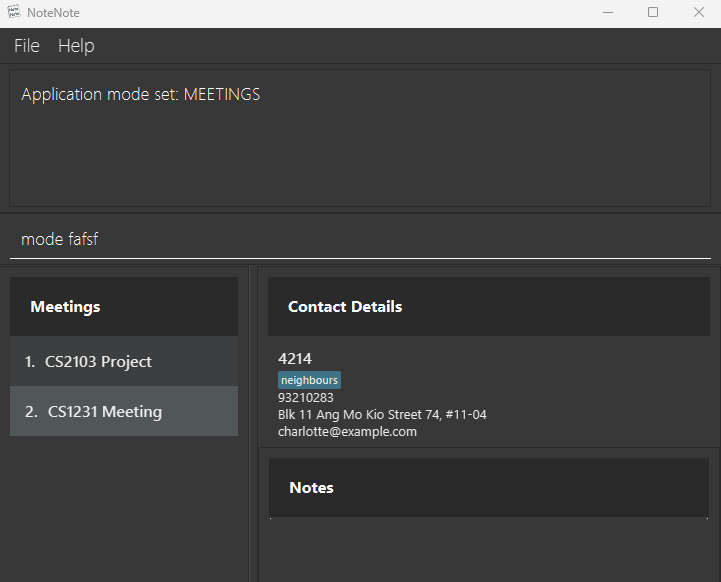 NoteNote
File Help
Application mode set: MEETINGS
mode fafsf
Meetings
1. CS2103 Project
2. CS1231 Meeting
Contact Details
4214
neighbours
93210283
Blk 11 Ang Mo Kio Street 74, #11-04
charlotte@example.com
Notes